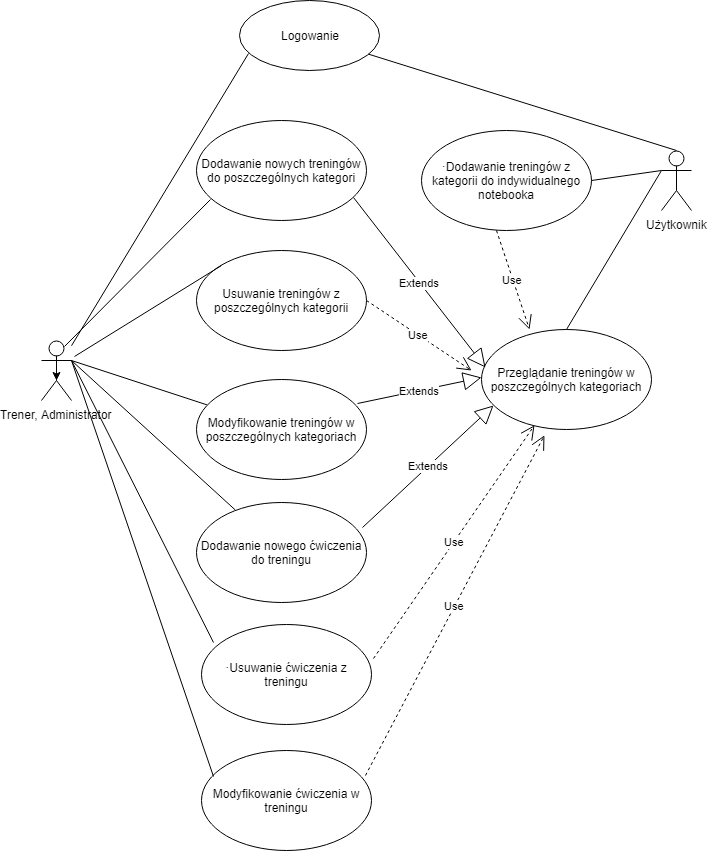 Logowanie
Dodawanie nowych treningów
do poszczególnych kategori
·Dodawanie treningów z
kategorii do indywidualnego
notebooka
Użytkownik
Extends
Use
Usuwanie treningów z
poszczególnych kategorii
Use
Trener, Administrator
Przeglądanie treningów w
poszczególnych kategoriach
Extends
Modyfikowanie treningów w
poszczególnych kategoriach
Extends
Dodawanie nowego ćwiczenia
do treningu
Use
Use
·Usuwanie ćwiczenia z
treningu
Modyfikowanie ćwiczenia w
treningu